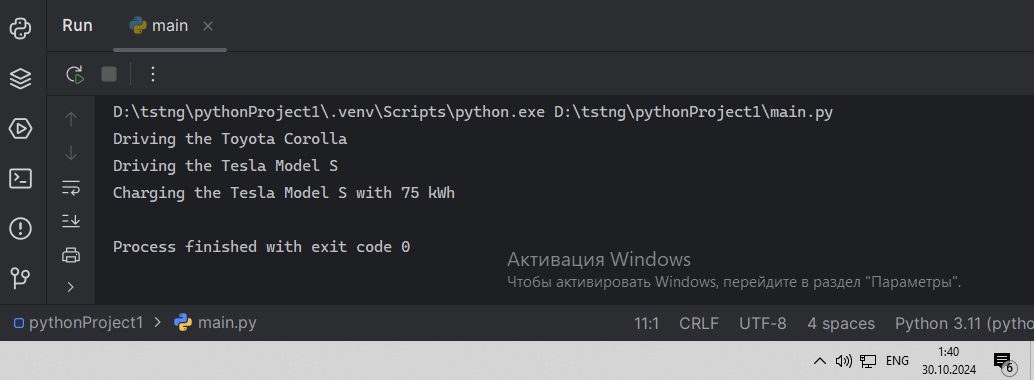 Run main
D:\tstng\pythonProject1\.venv\Scripts\python.exe D:\tstng\pythonProject1\main.py
Driving the Toyota Corolla
Driving the Tesla Model S
Charging the Tesla Model S with 75 kWh
Process finished with exit code 0
Активация Windows
Чтобы активировать Windows, перейдите в раздел "Параметры".
pythonProject1 main.py 11:1 CRLF UTF-8 4 spaces Python 3.11 (pytho
ENG 1:40
30.10.2024 6